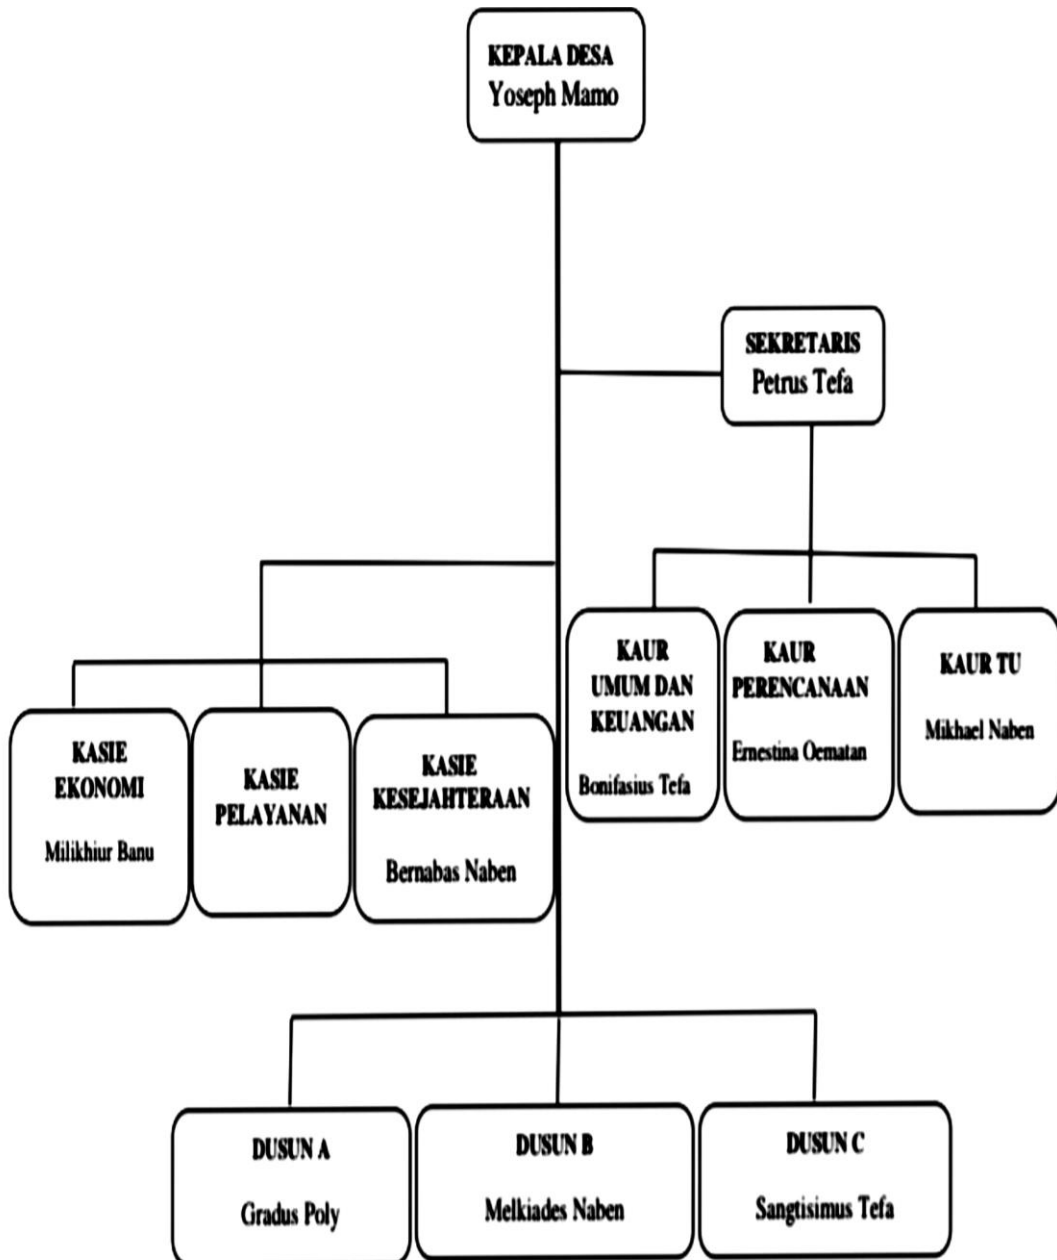 KEPALA DESA
Yoseph Mamo
SEKRETARIS
Petrus Tefa
KAUR
UMUM DAN
KEUANGAN
Bonifasius Tefa
KAUR
PERENCANAAN
Ernestina Oematan
KAUR TU
Mikhael Naben
KASIE
EKONOMI
Milikhiur Banu
KASIE
PELAYANAN
KASIE
KESEJAHTERAAN
Bernabas Naben
DUSUN A
Gradus Poly
DUSUN B
Melkiades Naben
DUSUN C
Sangtisimus Tefa